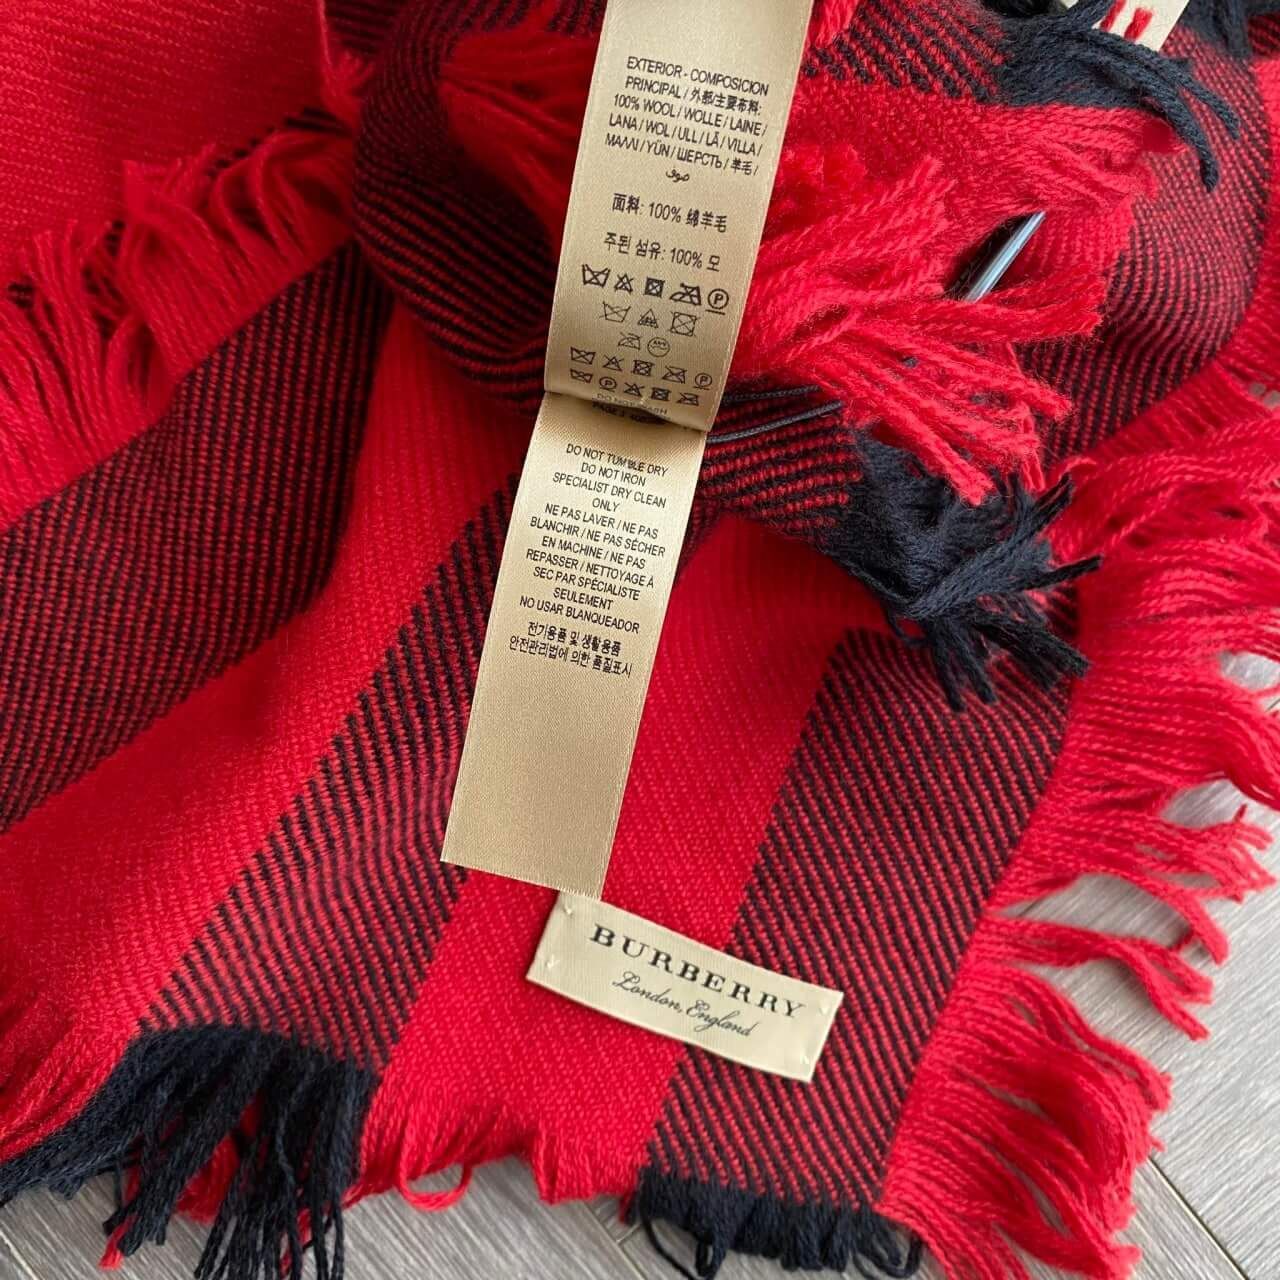 EXTERIOR - COMPOSICION
PRINCIPAL / 外部/主要布料:
100% WOOL / WOLLE / LAINE /
LANA / WOL / ULL / LÃ / VILLA /
ΜΑΛΛΙ / YÜN / ШЕРСТЬ / 羊毛 /
صوف
面料: 100% 绵羊毛
주된 섬유: 100% 모
DO NOT WASH
DO NOT TUMBLE DRY
DO NOT IRON
SPECIALIST DRY CLEAN
ONLY
NE PAS LAVER / NE PAS
BLANCHIR / NE PAS SÉCHER
EN MACHINE / NE PAS
REPASSER / NETTOYAGE À
SEC PAR SPÉCIALISTE
SEULEMENT
NO USAR BLANQUEADOR
전기용품 및 생활용품
안전관리법에 의한 품질표시
BURBERRY
London, England